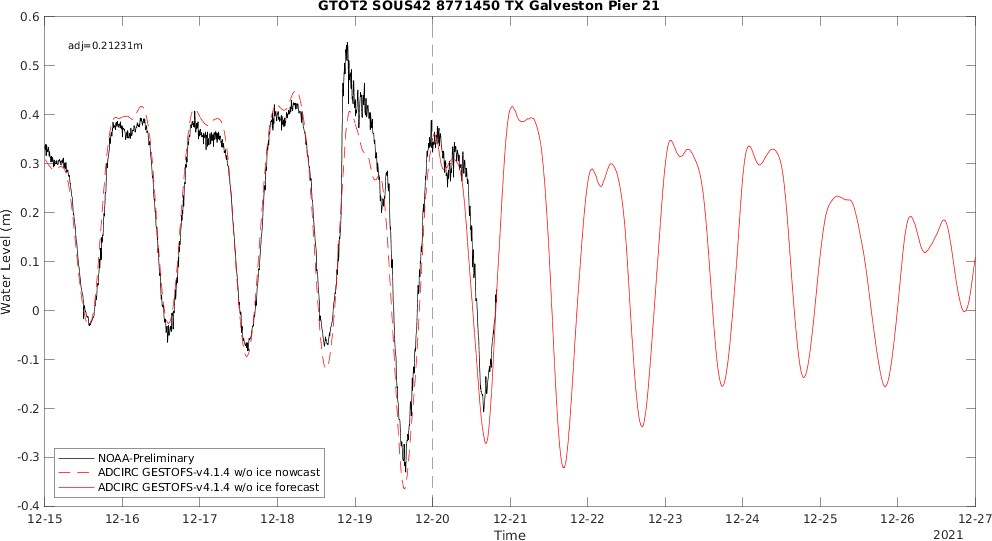 GTOT2 SOUS42 8771450 TX Galveston Pier 21
adj=0.21231m
0.6
0.5
0.4
0.3
0.2
0.1
0
-0.1
-0.2
-0.3
-0.4
Water Level (m)
NOAA-Preliminary
ADCIRC GESTOFS-v4.1.4 w/o ice nowcast
ADCIRC GESTOFS-v4.1.4 w/o ice forecast
12-15 12-16 12-17 12-18 12-19 12-20 12-21 12-22 12-23 12-24 12-25 12-26 12-27
Time
2021